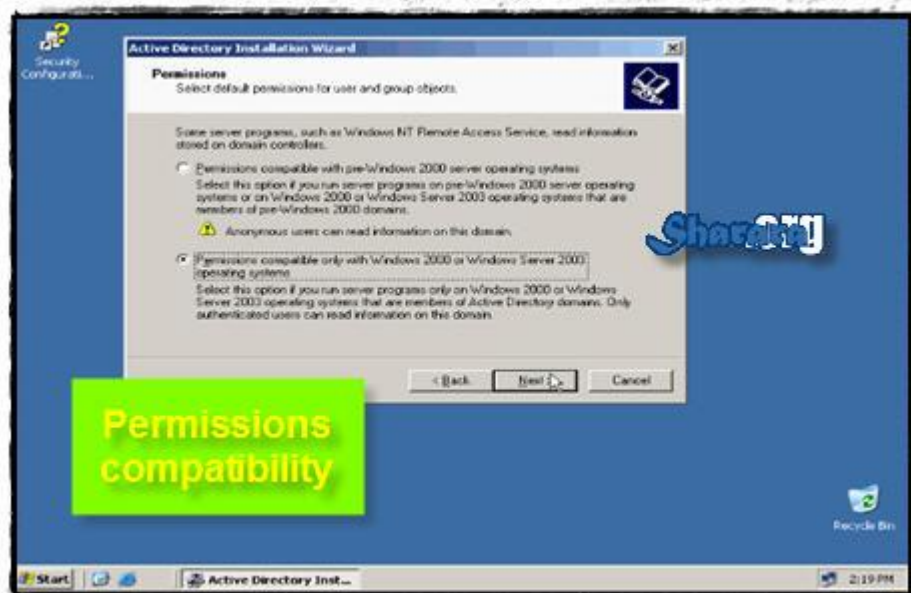 Security
Configurati...
Active Directory Installation Wizard
Permissions
Select default permissions for user and group objects.
Some server programs, such as Windows NT Remote Access Service, read information
stored on domain controllers.
Permissions compatible with pre-Windows 2000 server operating systems
Select this option if you run server programs on pre-Windows 2000 server operating
systems or on Windows 2000 or Windows Server 2003 operating systems that are
members of pre-Windows 2000 domains.
Anonymous users can read information on this domain.
Permissions compatible only with Windows 2000 or Windows Server 2003
operating systems
Select this option if you run server programs only on Windows 2000 or Windows
Server 2003 operating systems that are members of Active Directory domains. Only
authenticated users can read information on this domain.
< Back
Next >
Cancel
Permissions
compatibility
Recycle Bin
Start
Active Directory Inst...
2:19 PM